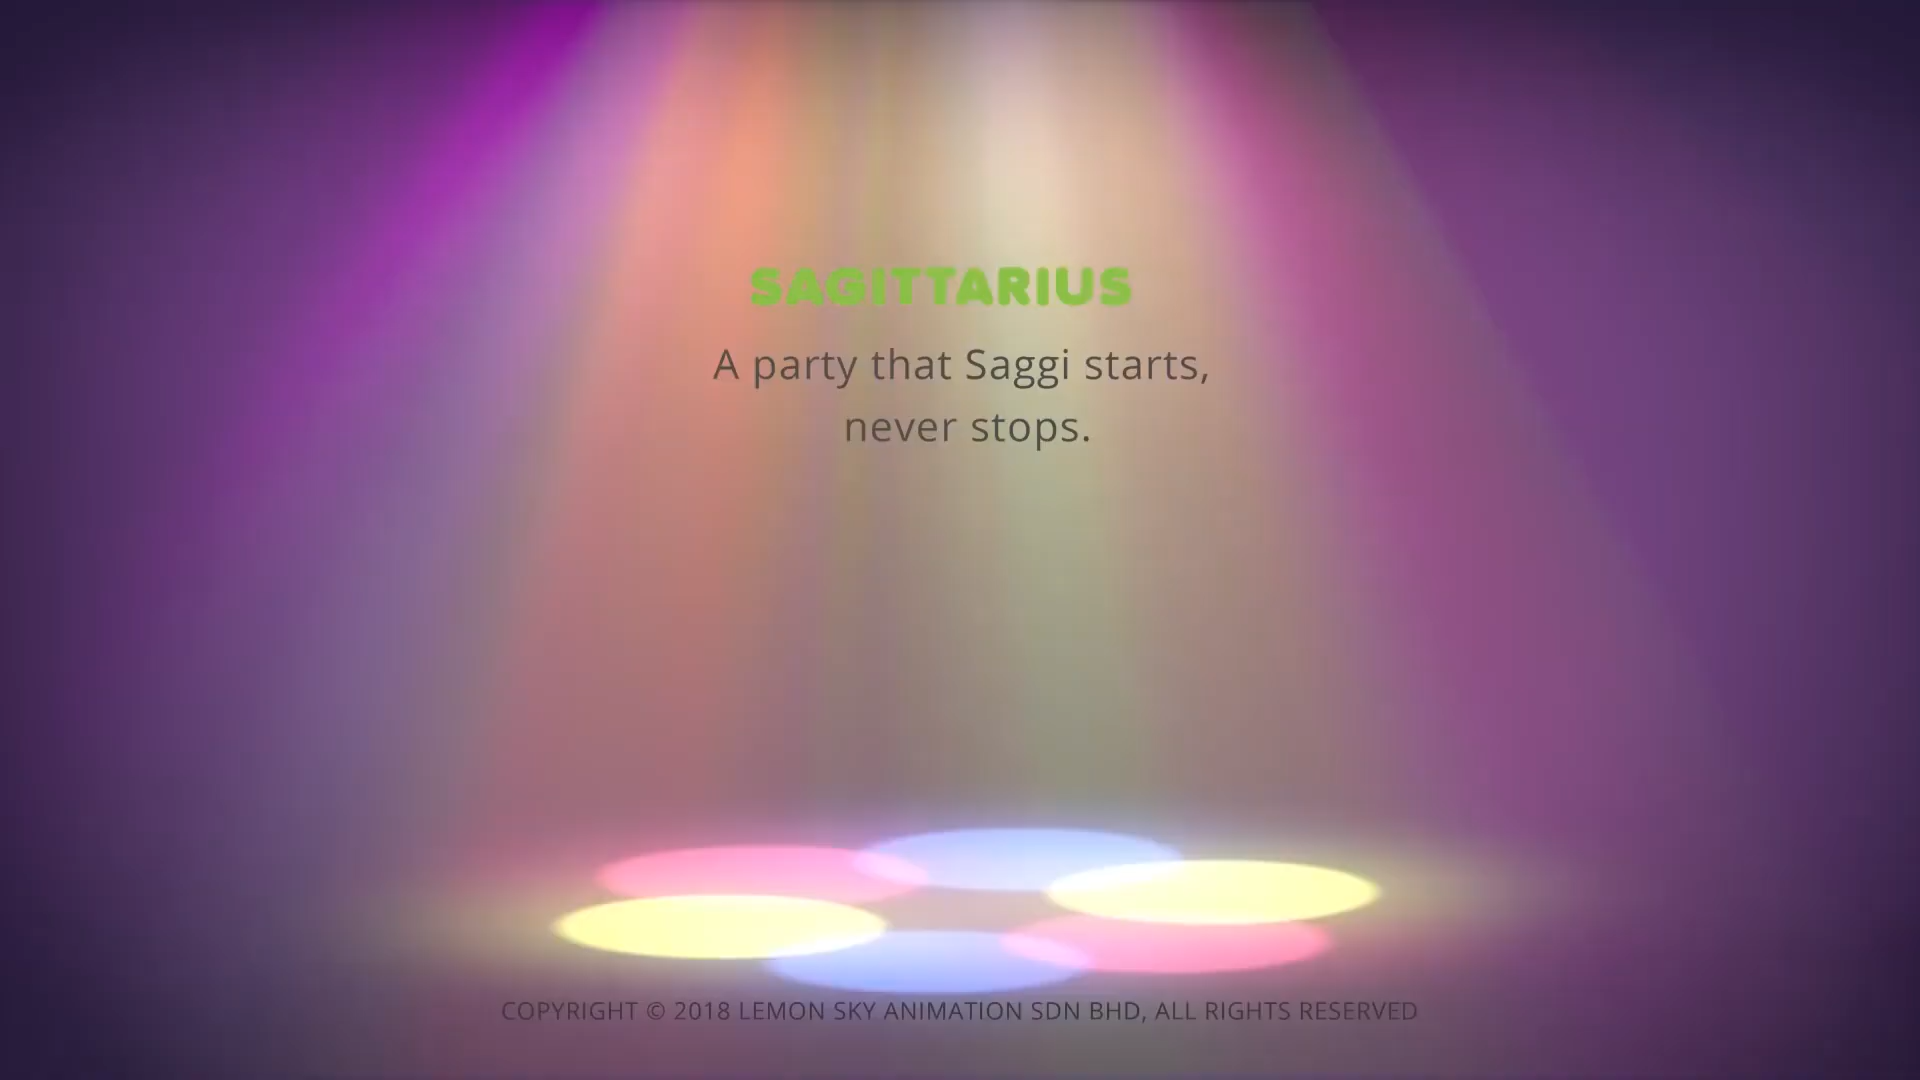 SAGITTARIUS
A party that Saggi starts,
never stops.
COPYRIGHT © 2018 LEMON SKY ANIMATION SDN BHD, ALL RIGHTS RESERVED